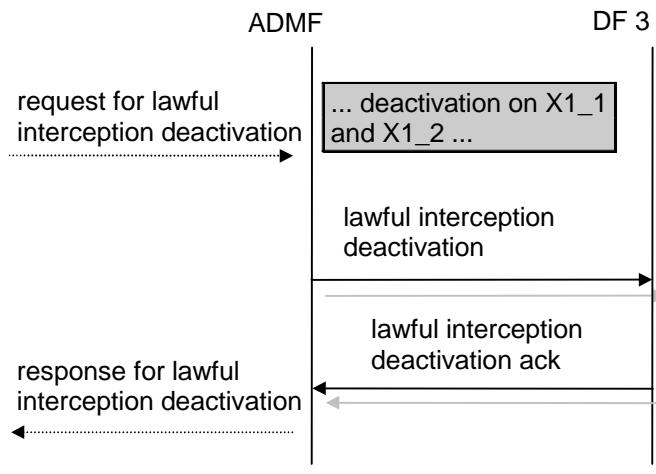 ADMF
DF 3
request for lawful
interception deactivation
... deactivation on X1_1
and X1_2 ...
lawful interception
deactivation
lawful interception
deactivation ack
response for lawful
interception deactivation